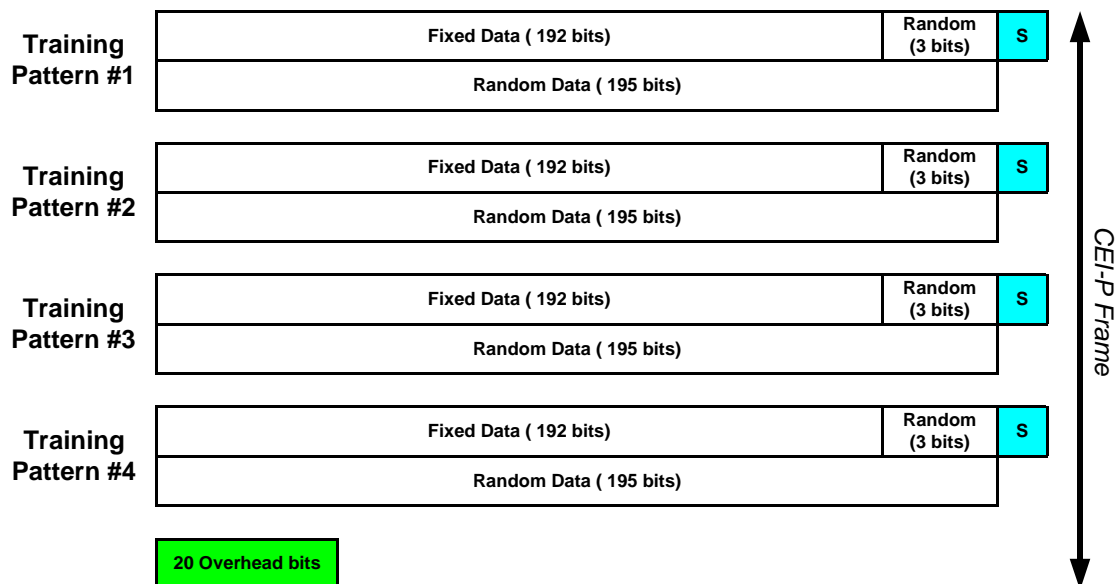 Training
Pattern #1
Fixed Data ( 192 bits)
Random
(3 bits)
S
Random Data ( 195 bits)
Training
Pattern #2
Fixed Data ( 192 bits)
Random
(3 bits)
S
Random Data ( 195 bits)
Training
Pattern #3
Fixed Data ( 192 bits)
Random
(3 bits)
S
Random Data ( 195 bits)
Training
Pattern #4
Fixed Data ( 192 bits)
Random
(3 bits)
S
Random Data ( 195 bits)
20 Overhead bits
CEI-P Frame